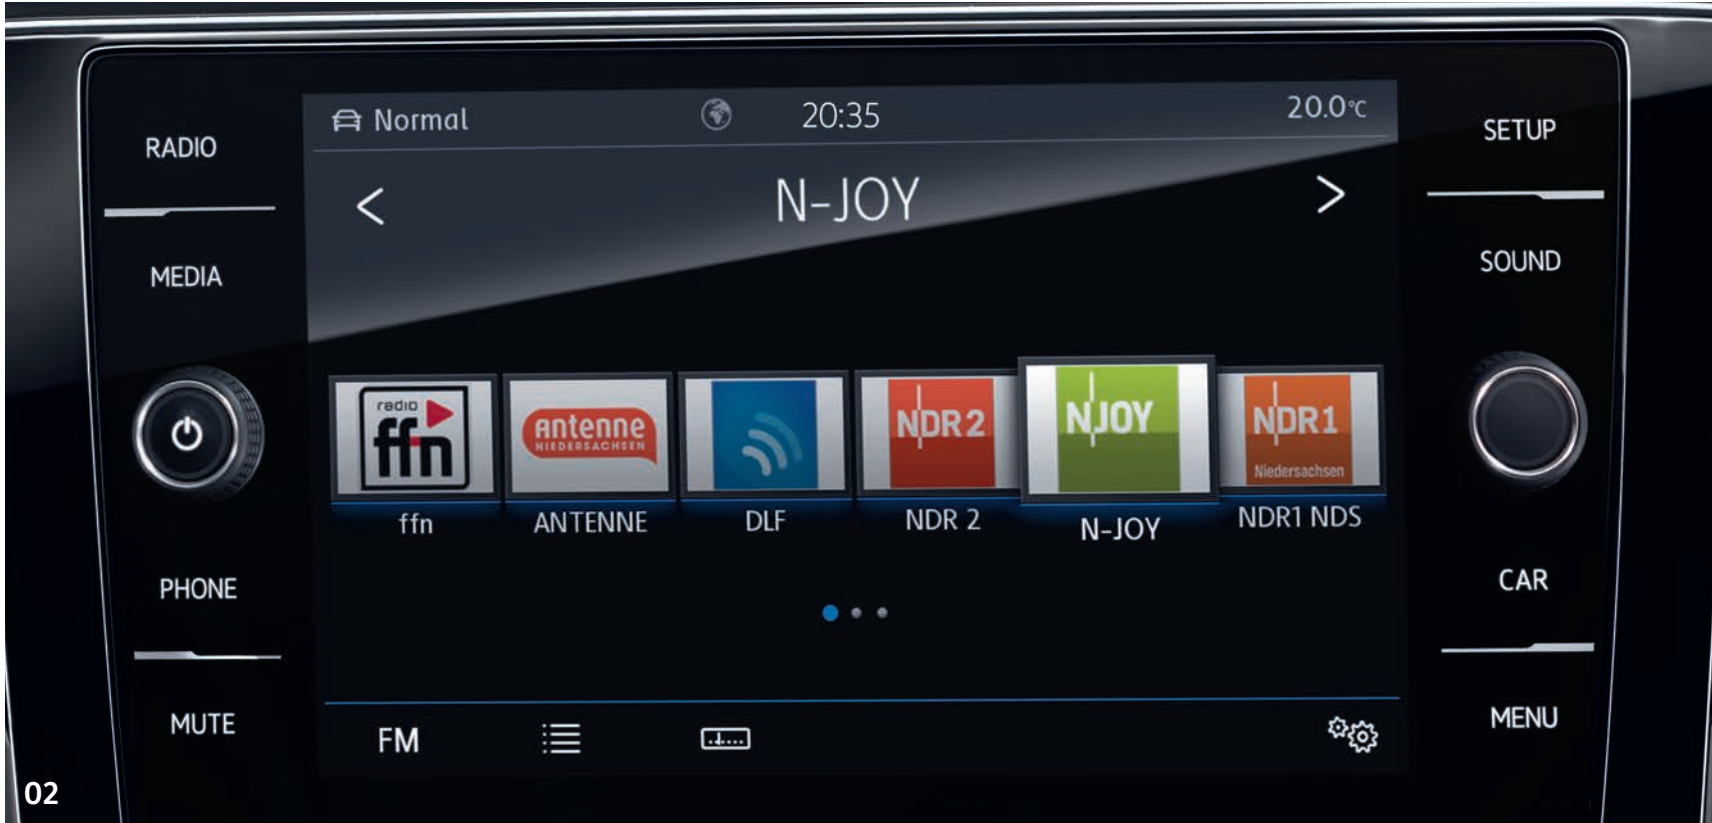 RADIO
MEDIA
PHONE
MUTE
Normal
20:35
20.0°C
N-JOY
radio
ffn
Antenne
NIEDERSACHSEN
NDR 2
NJOY
NDR 1
Niedersachsen
ffn
ANTENNE
DLF
NDR 2
N-JOY
NDR1 NDS
FM
SETUP
SOUND
CAR
MENU
02